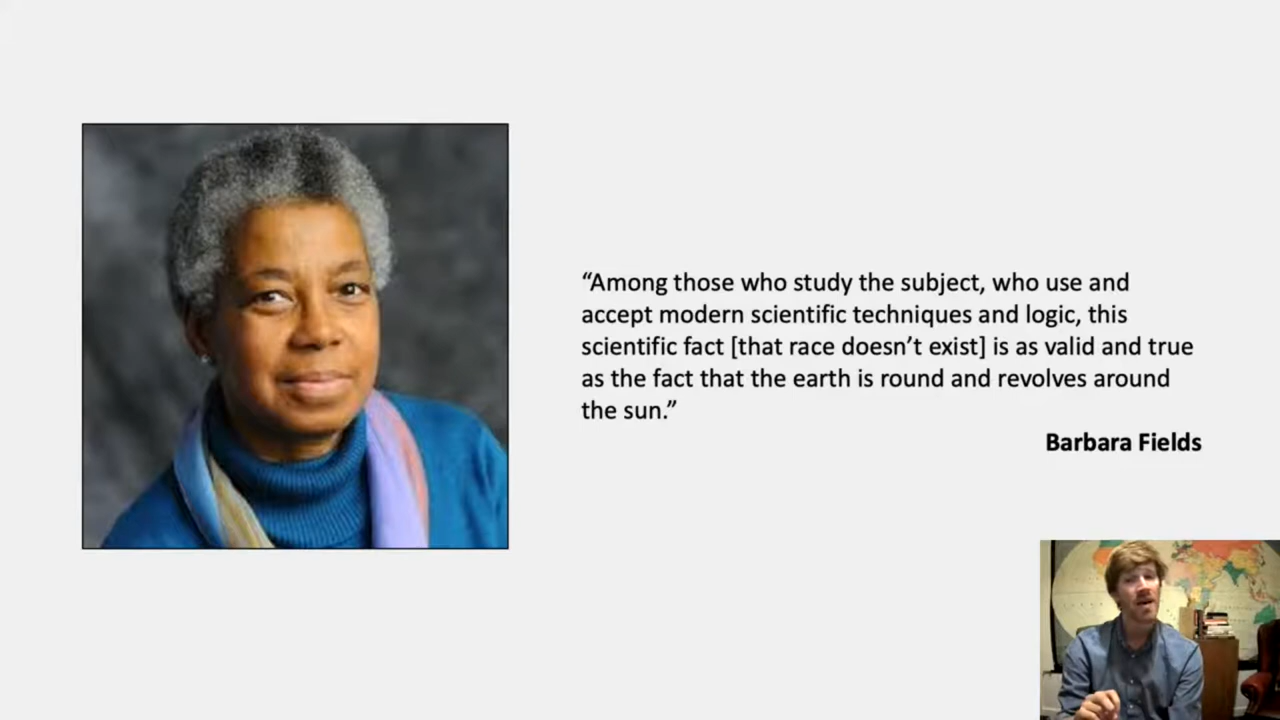 “Among those who study the subject, who use and
accept modern scientific techniques and logic, this
scientific fact [that race doesn’t exist] is as valid and true
as the fact that the earth is round and revolves around
the sun.”
Barbara Fields